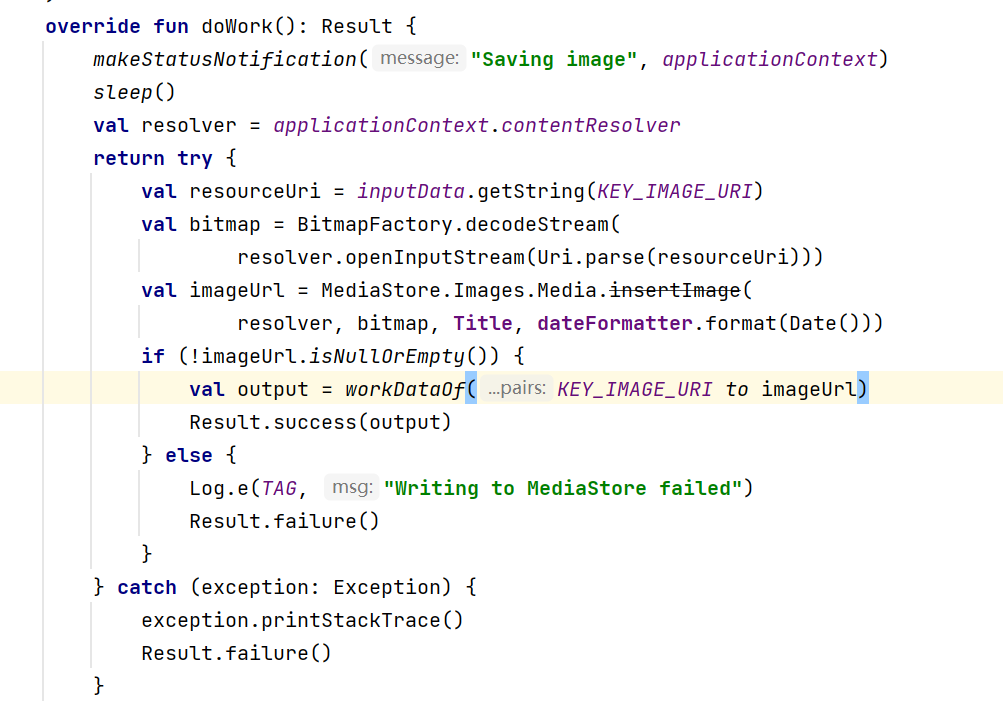 override fun doWork(): Result {
makeStatusNotification( message: "Saving image", applicationContext)
sleep()
val resolver = applicationContext.contentResolver
return try {
val resourceUri = inputData.getString(KEY_IMAGE_URI)
val bitmap = BitmapFactory.decodeStream(
resolver.openInputStream(Uri.parse(resourceUri)))
val imageUrl = MediaStore.Images.Media.insertImage(
resolver, bitmap, Title, dateFormatter.format(Date()))
if (!imageUrl.isNullOrEmpty()) {
val output = workDataOf( ...pairs: KEY_IMAGE_URI to imageUrl)
Result.success(output)
} else {
Log.e(TAG, msg: "Writing to MediaStore failed")
Result.failure()
}
} catch (exception: Exception) {
exception.printStackTrace()
Result.failure()
}